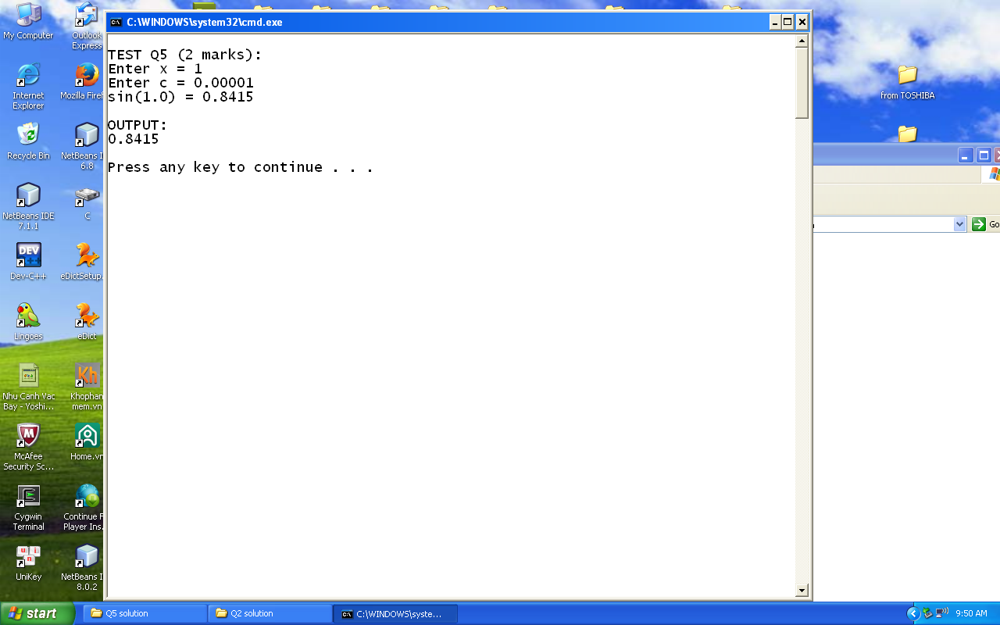 My Computer
Outlook
Express
C:\WINDOWS\system32\cmd.exe
TEST Q5 (2 marks):
Enter x = 1
Enter c = 0.00001
sin(1.0) = 0.8415
OUTPUT:
0.8415
Press any key to continue . . .
Internet
Explorer
Mozilla Firef
Recycle Bin
NetBeans I
6.8
NetBeans IDE
7.1.1
C
DEV
Dev-C++
eDictSetup.
Lingoes
eDict
Nhu Canh Vac
Bay - Yoshi...
Kh
Khophan
mem.vn
McAfee
Security Sc...
Home.vn
Cygwin
Terminal
Continue F
Player Ins.
u i
n
UniKey
NetBeans I
8.0.2
from TOSHIBA
Go
start
Q5 solution
Q2 solution
C:\WINDOWS\syste...
9:50 AM